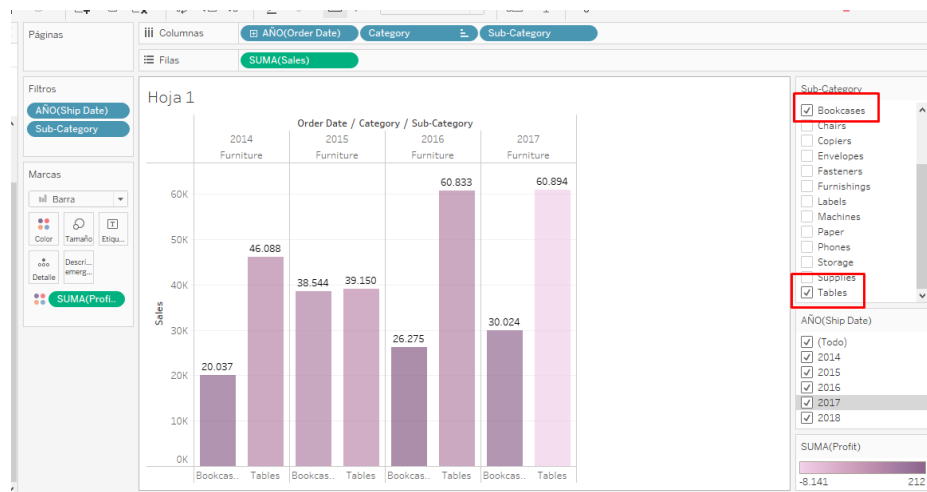 Páginas
iii Columnas
AÑO(Order Date)
Category
Sub-Category
Filas
SUMA(Sales)
Filtros
AÑO(Ship Date)
Sub-Category
Marcas
Barra
Color
Tamaño
Etiqu...
Detalle
Descri...
emerg...
SUMA(Profi..
Hoja 1
Order Date / Category / Sub-Category
2014
2015
2016
2017
Furniture
Furniture
Furniture
Furniture
Sales
60K
50K
40K
30K
20K
10K
0K
20.037
46.088
38.544
39.150
26.275
60.833
30.024
60.894
Bookcas..
Tables
Bookcas..
Tables
Bookcas..
Tables
Bookcas..
Tables
Sub-Category
Bookcases
Chairs
Copiers
Envelopes
Fasteners
Furnishings
Labels
Machines
Paper
Phones
Storage
Supplies
Tables
AÑO(Ship Date)
(Todo)
2014
2015
2016
2017
2018
SUMA(Profit)
-8.141
212